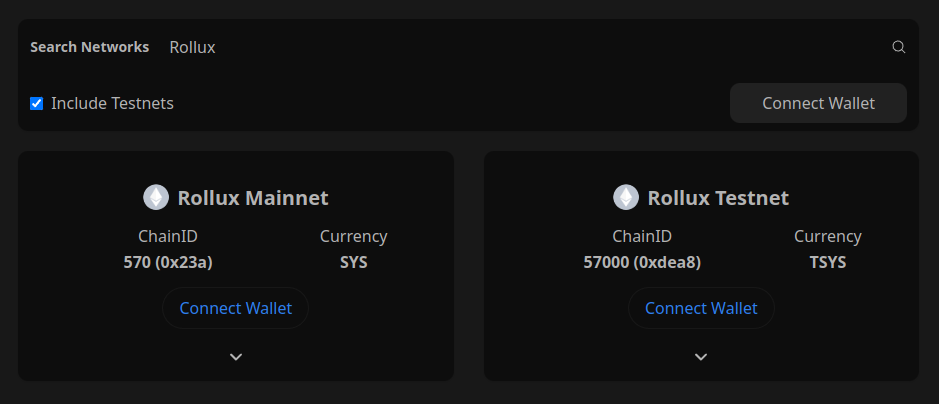 Search Networks Rollux
Include Testnets Connect Wallet
Rollux Mainnet
ChainID Currency
570 (0x23a) SYS
Connect Wallet
Rollux Testnet
ChainID Currency
57000 (0xdea8) TSYS
Connect Wallet